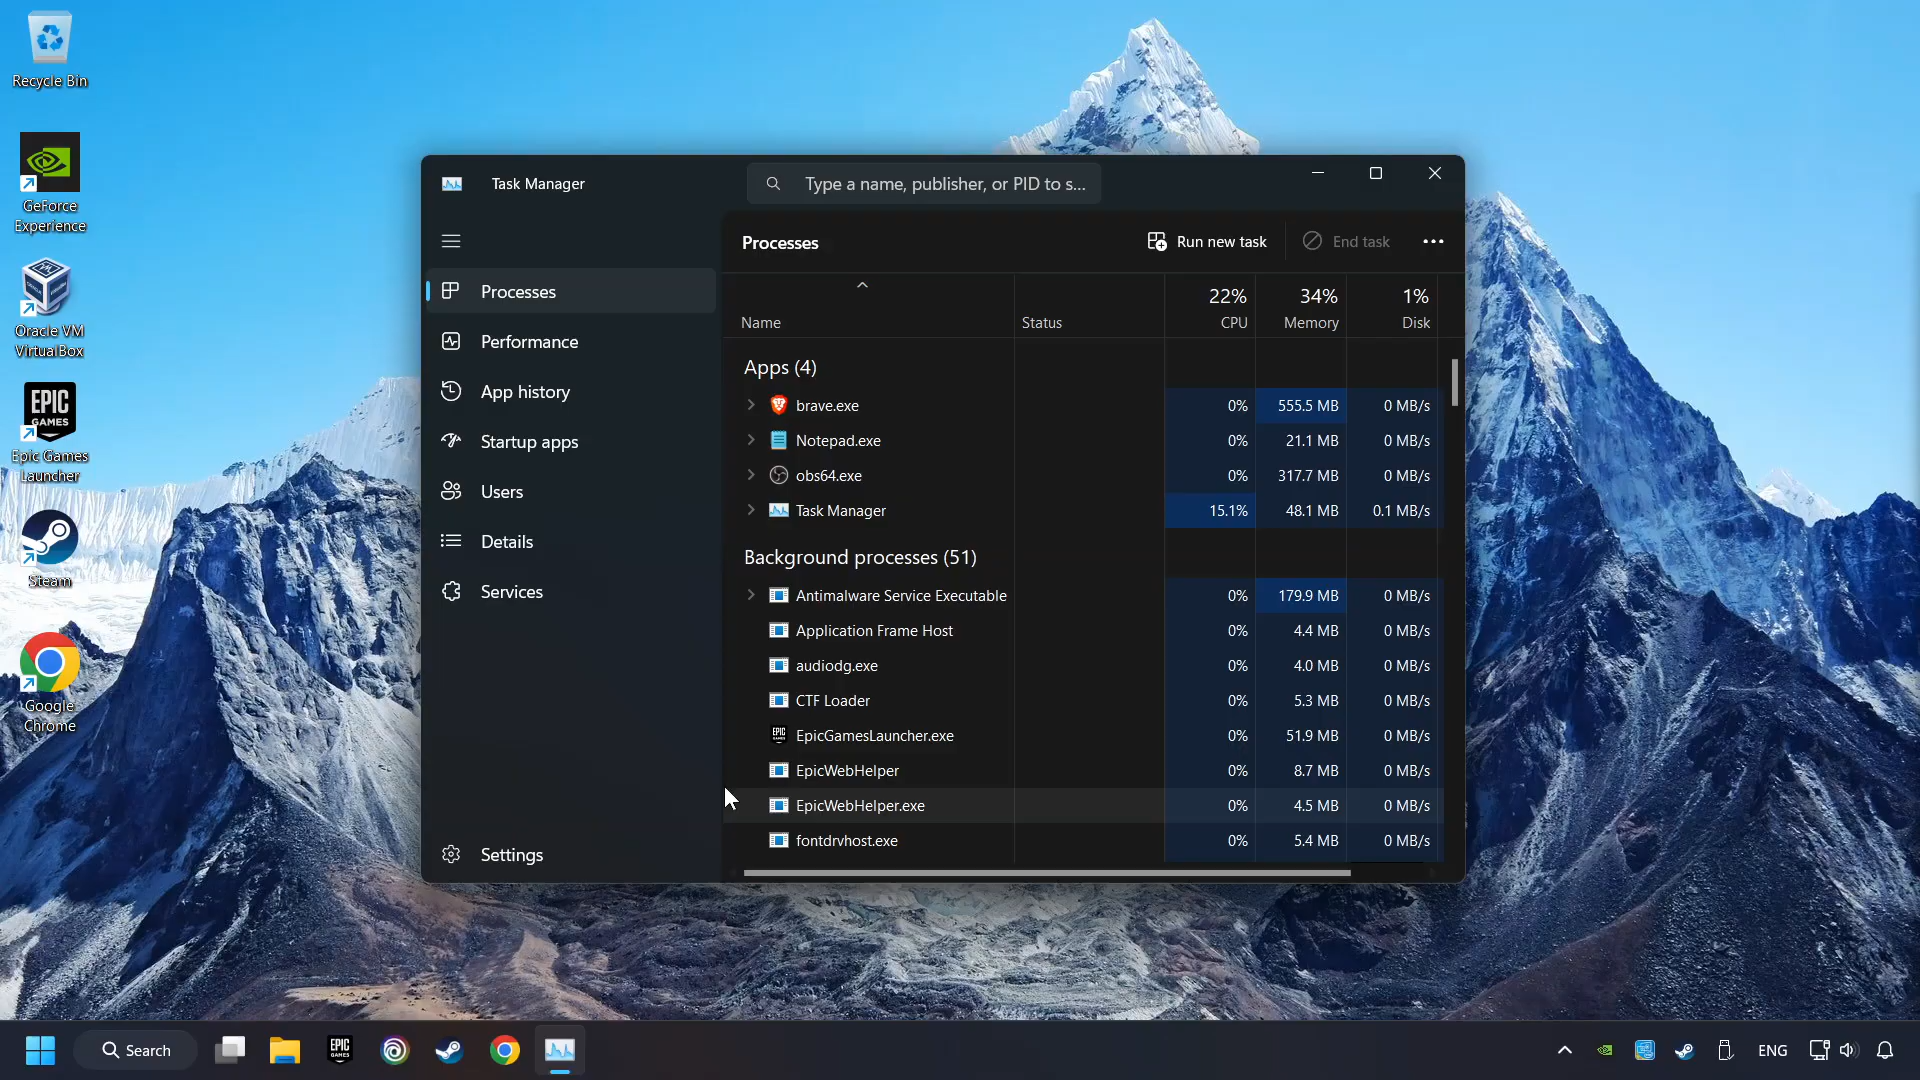 Recycle Bin
GeForce
Experience
Oracle VM
VirtualBox
EPIC
GAMES
Epic Games
Launcher
Steam
Google
Chrome
Task Manager
Type a name, publisher, or PID to s...
Processes
Performance
App history
Startup apps
Users
Details
Services
Settings
Processes
Run new task
End task
Name
Status
22%
CPU
34%
Memory
1%
Disk
Apps (4)
brave.exe 0% 555.5 MB 0 MB/s
Notepad.exe 0% 21.1 MB 0 MB/s
obs64.exe 0% 317.7 MB 0 MB/s
Task Manager 15.1% 48.1 MB 0.1 MB/s
Background processes (51)
Antimalware Service Executable 0% 179.9 MB 0 MB/s
Application Frame Host 0% 4.4 MB 0 MB/s
audiodg.exe 0% 4.0 MB 0 MB/s
CTF Loader 0% 5.3 MB 0 MB/s
EpicGamesLauncher.exe 0% 51.9 MB 0 MB/s
EpicWebHelper 0% 8.7 MB 0 MB/s
EpicWebHelper.exe 0% 4.5 MB 0 MB/s
fontdrvhost.exe 0% 5.4 MB 0 MB/s
Search
EPIC
GAMES
ENG